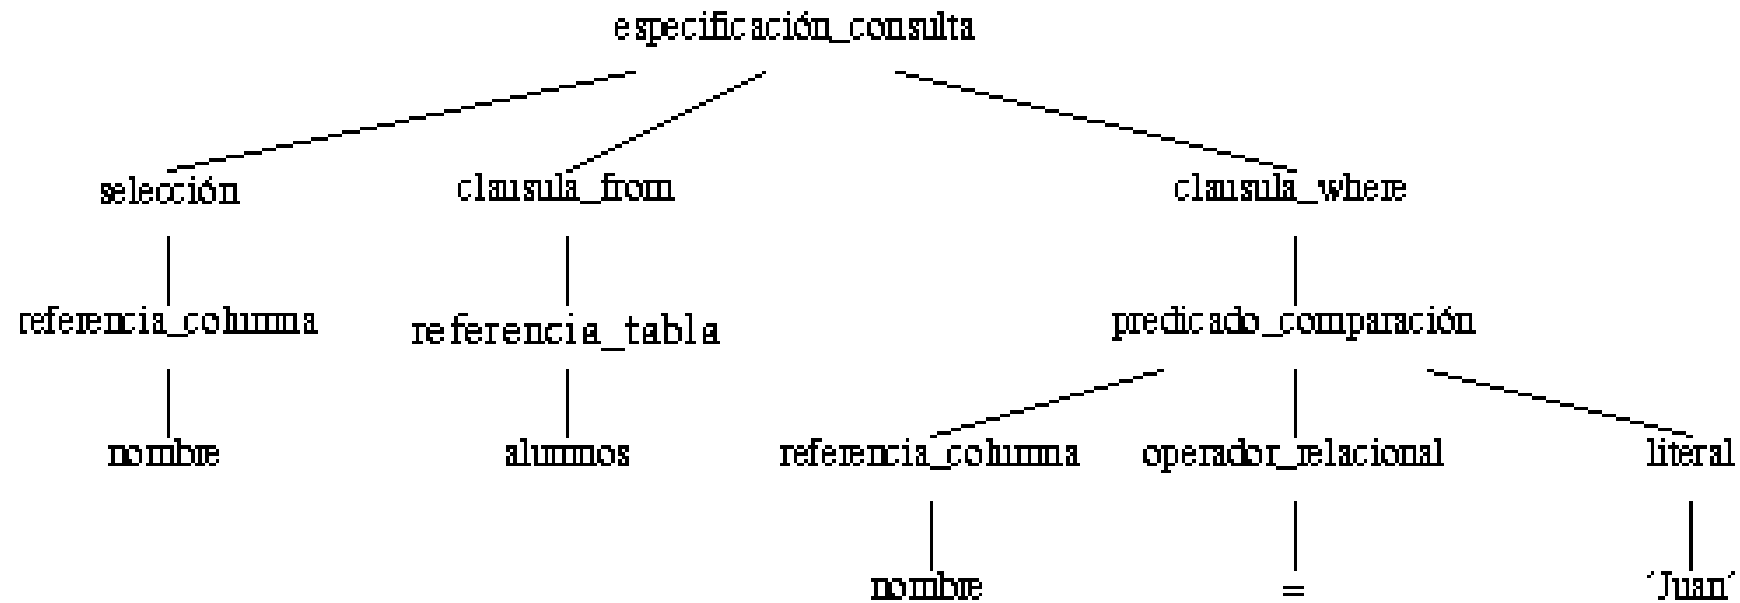 especificación_consulta
selección clausula_from clausula_where
referencia_columna referencia_tabla predicado_comparación
nombre alumnos referencia_columna operador_relacional literal
nombre = ´Juan´